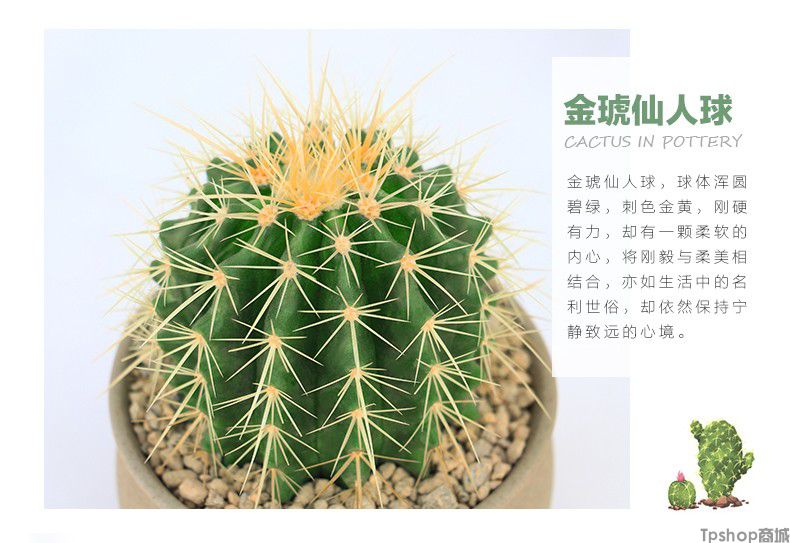 金琥仙人球
CACTUS IN POTTERY
金琥仙人球，球体浑圆
碧绿，刺色金黄，刚硬
有力，却有一颗柔软的
内心，将刚毅与柔美相
结合，亦如生活中的名
利世俗，却依然保持宁
静致远的心境。
Tpshop商城